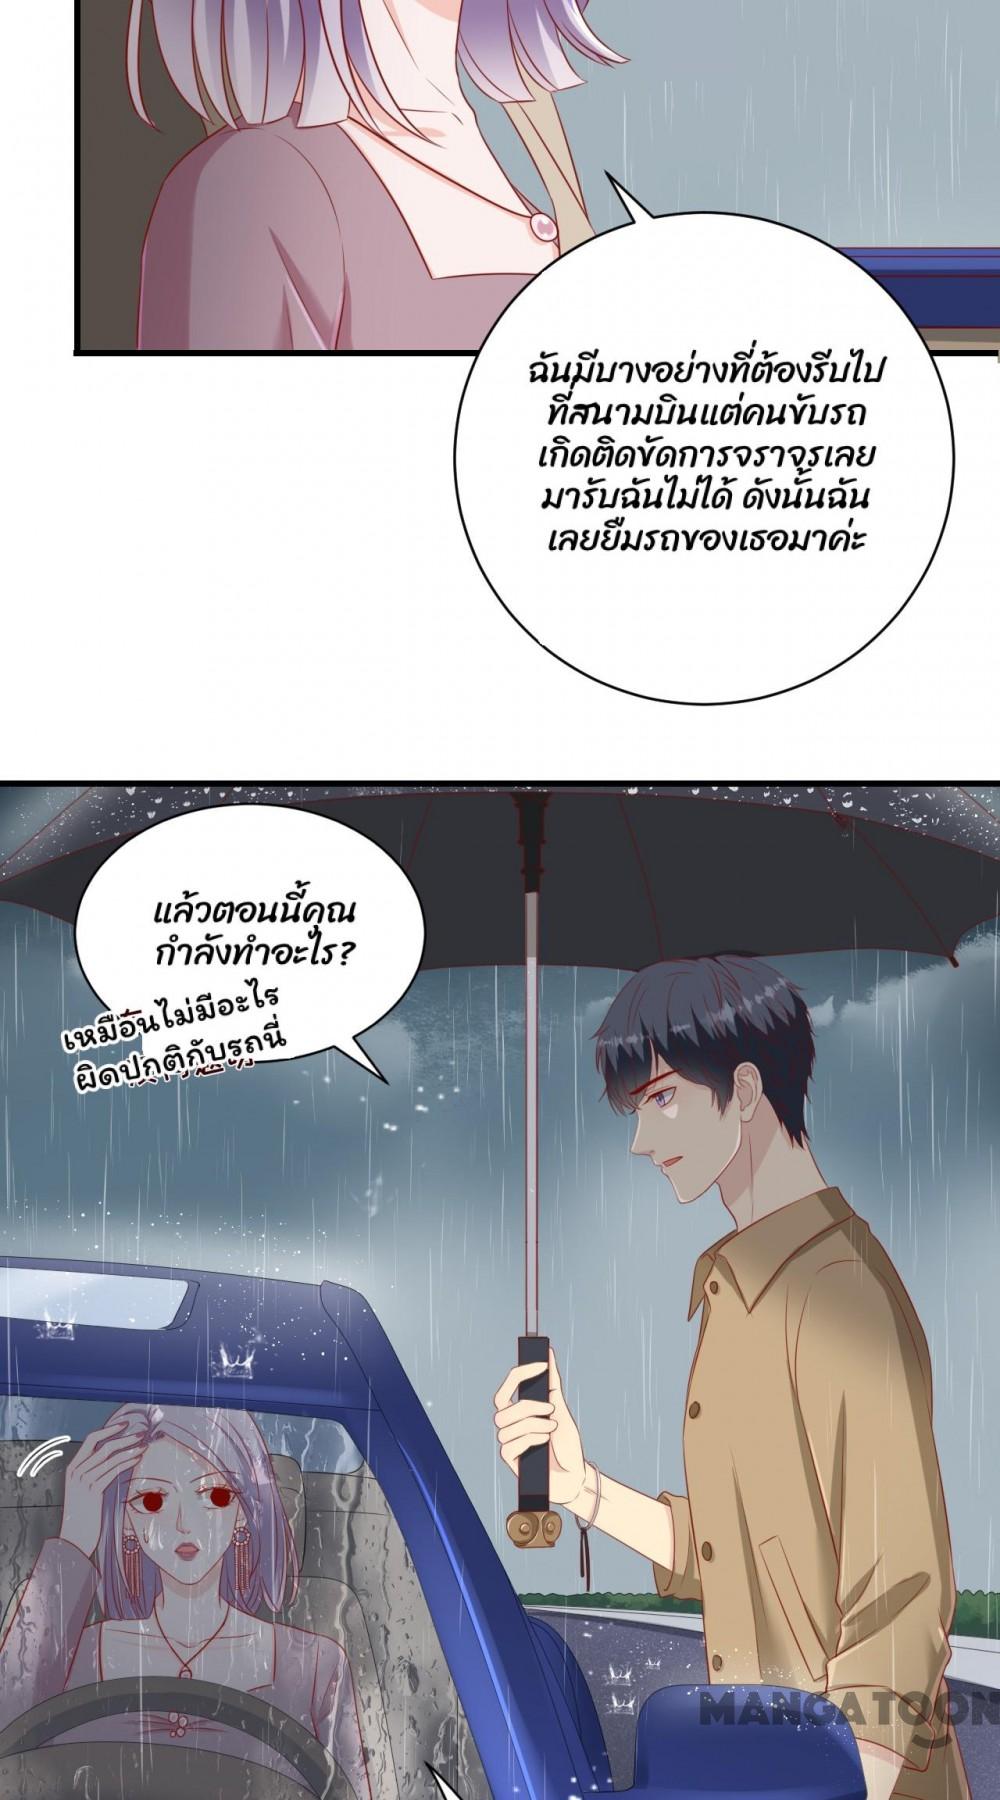 ฉันมีบางอย่างที่ต้องรีบไป
ที่สนามบินแต่คนขับรถ
เกิดติดขัดการจราจรเลย
มารับฉันไม่ได้ ดังนั้นฉัน
เลยยืมรถของเธอมาค่ะ
แล้วตอนนี้คุณ
กำลังทำอะไร?
เหมือนไม่มีอะไร
ผิดปกติกับรถนี่
MANGATOON